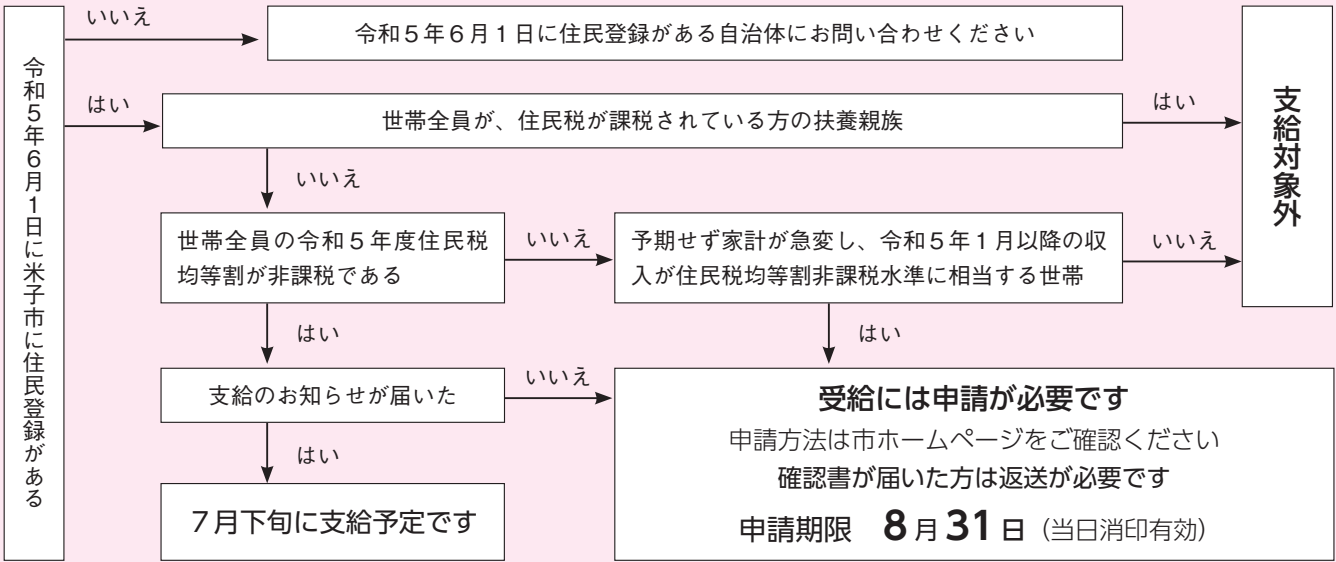 令和５年６月１日に米子市に住民登録がある
いいえ
令和５年６月１日に住民登録がある自治体にお問い合わせください
はい
世帯全員が、住民税が課税されている方の扶養親族
はい
支給対象外
いいえ
世帯全員の令和５年度住民税
均等割が非課税である
いいえ
予期せず家計が急変し、令和５年１月以降の収
入が住民税均等割非課税水準に相当する世帯
いいえ
はい
はい
支給のお知らせが届いた
いいえ
受給には申請が必要です
申請方法は市ホームページをご確認ください
確認書が届いた方は返送が必要です
申請期限　８月31日（当日消印有効）
はい
７月下旬に支給予定です